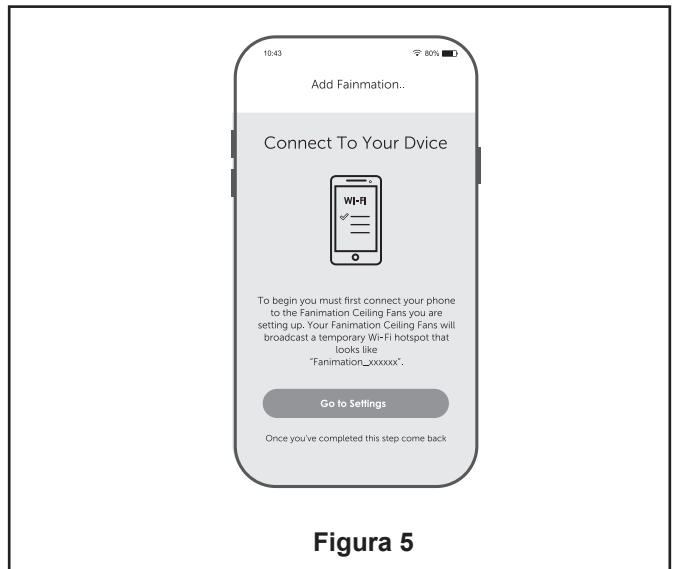 10:43 80%
Add Fainmation..
Connect To Your Dvice
WI-FI
To begin you must first connect your phone
to the Fanimation Ceiling Fans you are
setting up. Your Fanimation Ceiling Fans will
broadcast a temporary Wi-Fi hotspot that
looks like
"Fanimation_xxxxxx".
Go to Settings
Once you've completed this step come back
Figura 5